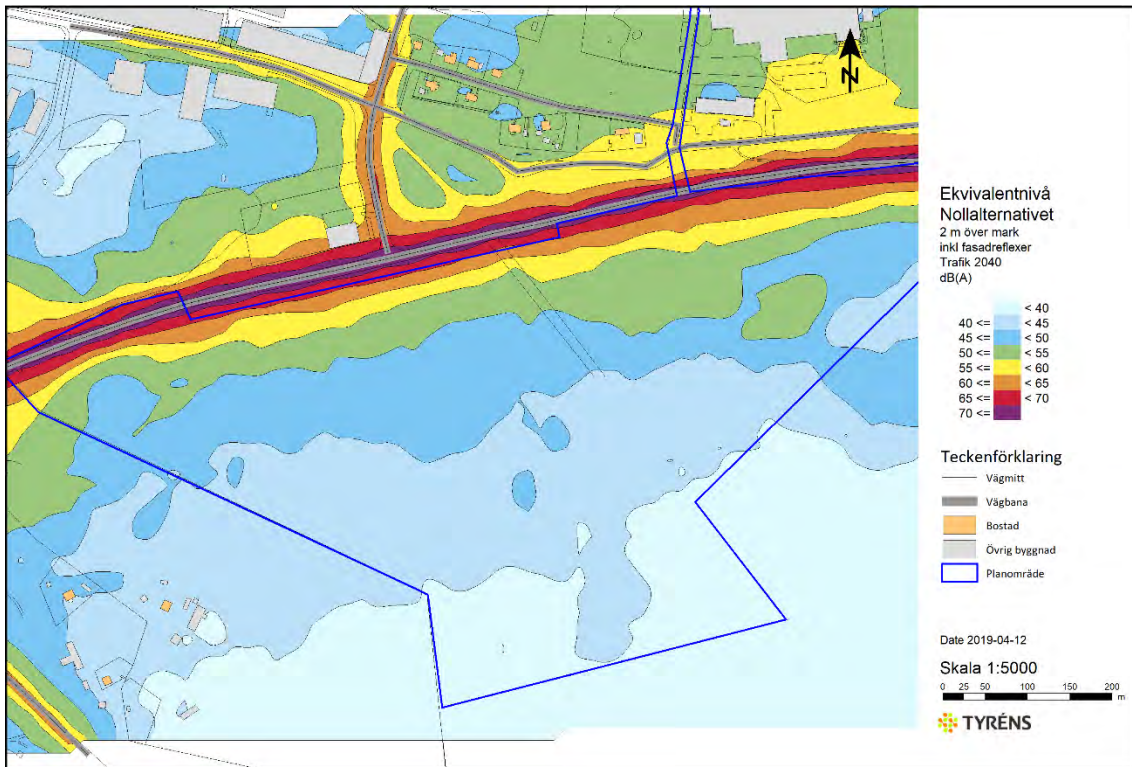 N
Ekvivalentnivå
Nollalternativet
2 m över mark
inkl fasadreflexer
Trafik 2040
dB(A)
< 40
40 <= < 45
45 <= < 50
50 <= < 55
55 <= < 60
60 <= < 65
65 <= < 70
70 <=
Teckenförklaring
Vägmitt
Vägbana
Bostad
Övrig byggnad
Planområde
Date 2019-04-12
Skala 1:5000
0 25 50 100 150 200
m
TYRÉNS